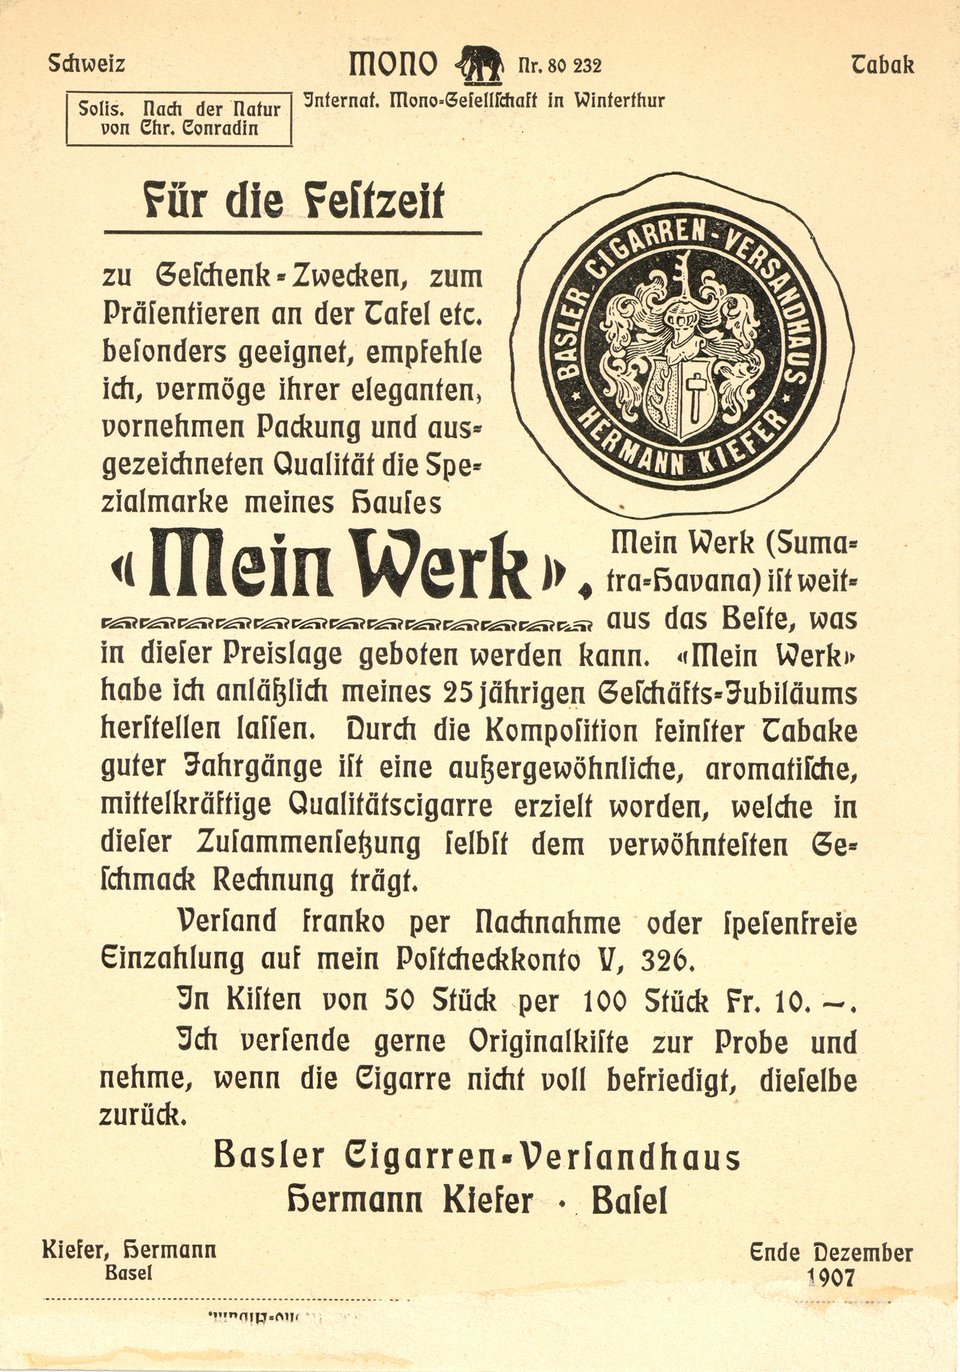 Schweiz
MONO Nr. 80 232
Tabak
Internat. Mono-Geſellſchaft in Winterthur
Solis. Nach der Natur
von Chr. Conradin
Für die Feſtzeit
zu Geſchenk-Zwecken, zum
Präſentieren an der Tafel etc.
beſonders geeignet, empfehle
ich, vermöge ihrer eleganten,
vornehmen Packung und aus-
gezeichneten Qualität die Spe-
zialmarke meines Hauſes
BASLER CIGARREN-VERSANDHAUS
* HERMANN KIEFER *
«Mein Werk».
Mein Werk (Suma-
tra-Havana) iſt weit-
aus das Beſte, was
in dieſer Preislage geboten werden kann. «Mein Werk»
habe ich anläßlich meines 25 jährigen Geſchäfts-Jubiläums
herſtellen laſſen. Durch die Kompoſition feinſter Tabake
guter Jahrgänge iſt eine außergewöhnliche, aromatiſche,
mittelkräftige Qualitätscigarre erzielt worden, welche in
dieſer Zuſammenſetzung ſelbſt dem verwöhnteſten Ge-
ſchmack Rechnung trägt.
Verſand franko per Nachnahme oder ſpeſenfreie
Einzahlung auf mein Poſtcheckkonto V, 326.
In Kiſten von 50 Stück per 100 Stück Fr. 10. —.
Ich verſende gerne Originalkiſte zur Probe und
nehme, wenn die Cigarre nicht voll befriedigt, dieſelbe
zurück.
Basler Cigarren-Verſandhaus
Hermann Kiefer · Baſel
Kiefer, Hermann
Basel
Ende Dezember
1907